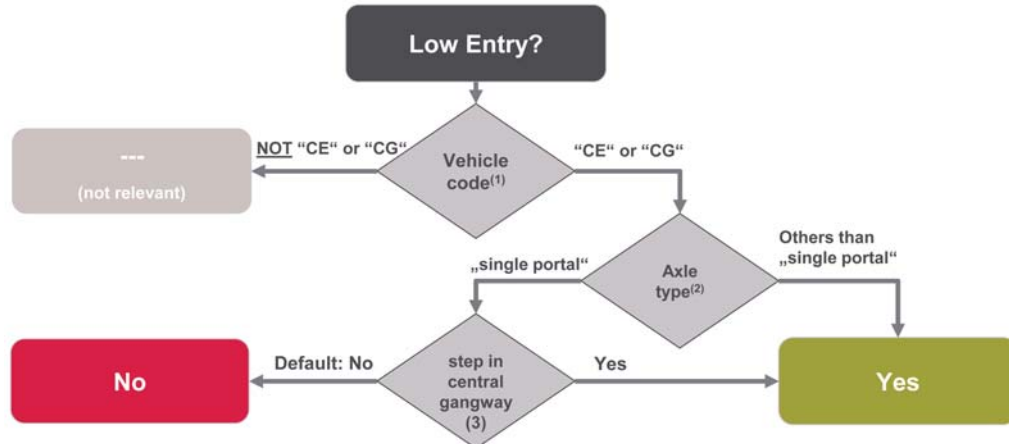 Low Entry?
NOT “CE“ or “CG“
“CE“ or “CG“
---
(not relevant)
Vehicle
code(1)
Others than
„single portal“
„single portal“
Axle
type(2)
No
Default: No
step in
central
gangway
(3)
Yes
Yes